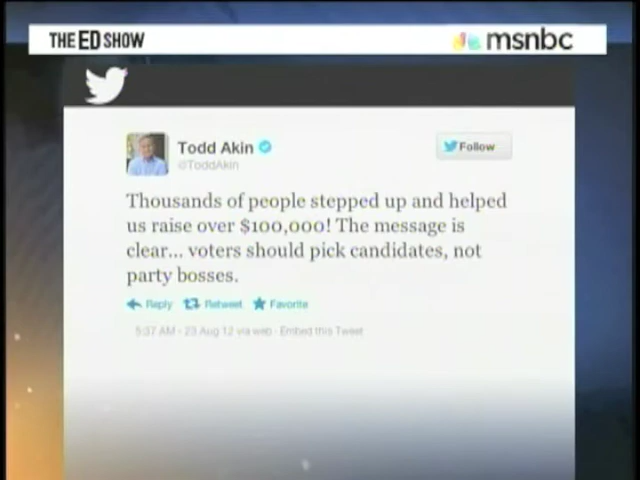 THE ED SHOW
msnbc
Todd Akin
@ToddAkin
Follow
Thousands of people stepped up and helped
us raise over $100,000! The message is
clear... voters should pick candidates, not
party bosses.
Reply Retweet Favorite
5:37 AM - 23 Aug 12 via web · Embed this Tweet